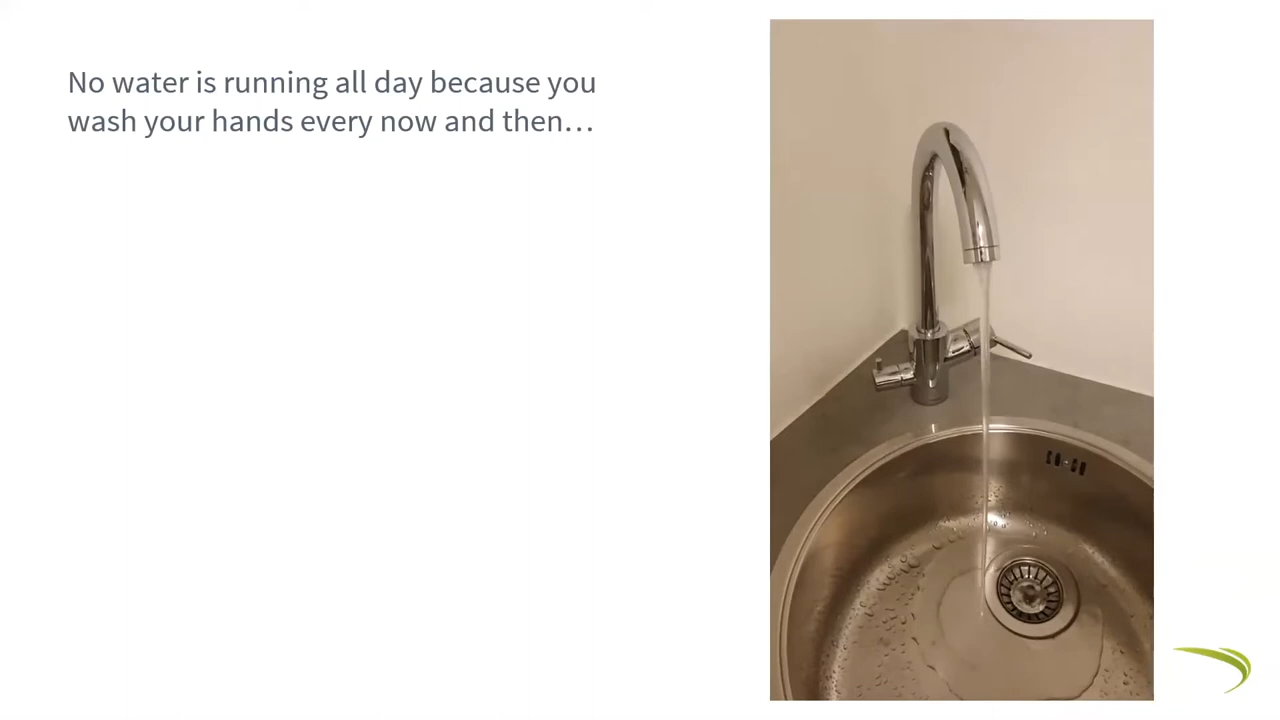 No water is running all day because you
wash your hands every now and then…